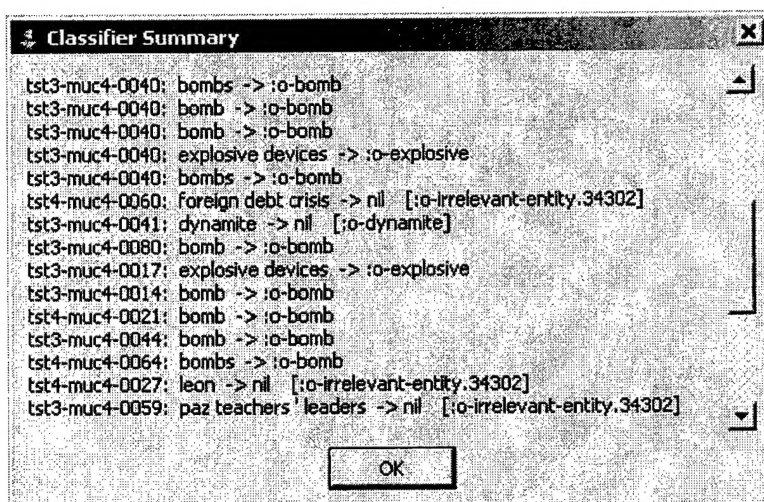 Classifier Summary
tst3-muc4-0040: bombs -> :o-bomb
tst3-muc4-0040: bomb -> :o-bomb
tst3-muc4-0040: bomb -> :o-bomb
tst3-muc4-0040: explosive devices -> :o-explosive
tst3-muc4-0040: bombs -> :o-bomb
tst4-muc4-0060: foreign debt crisis -> nil [:o-irrelevant-entity.34302]
tst3-muc4-0041: dynamite -> nil [:o-dynamite]
tst3-muc4-0080: bomb -> :o-bomb
tst3-muc4-0017: explosive devices -> :o-explosive
tst3-muc4-0014: bomb -> :o-bomb
tst4-muc4-0021: bomb -> :o-bomb
tst3-muc4-0044: bomb -> :o-bomb
tst4-muc4-0064: bombs -> :o-bomb
tst4-muc4-0027: leon -> nil [:o-irrelevant-entity.34302]
tst3-muc4-0059: paz teachers ' leaders -> nil [:o-irrelevant-entity.34302]
OK